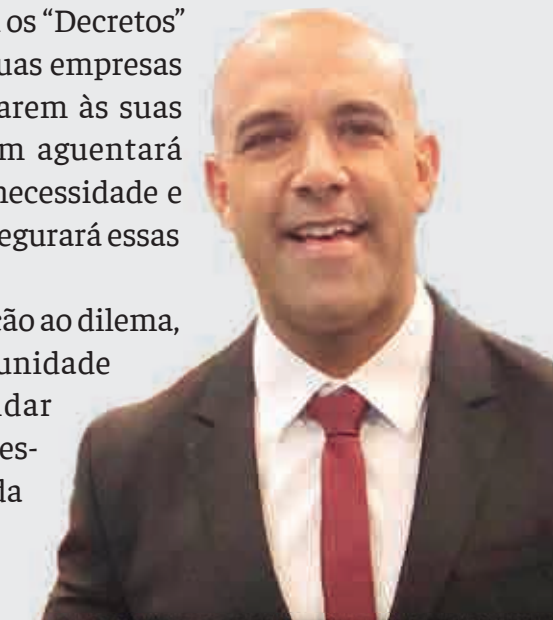 os “Decretos”
uas empresas
arem às suas
m aguentará
necessidade e
egurará essas
ção ao dilema,
unidade
dar
es-
da